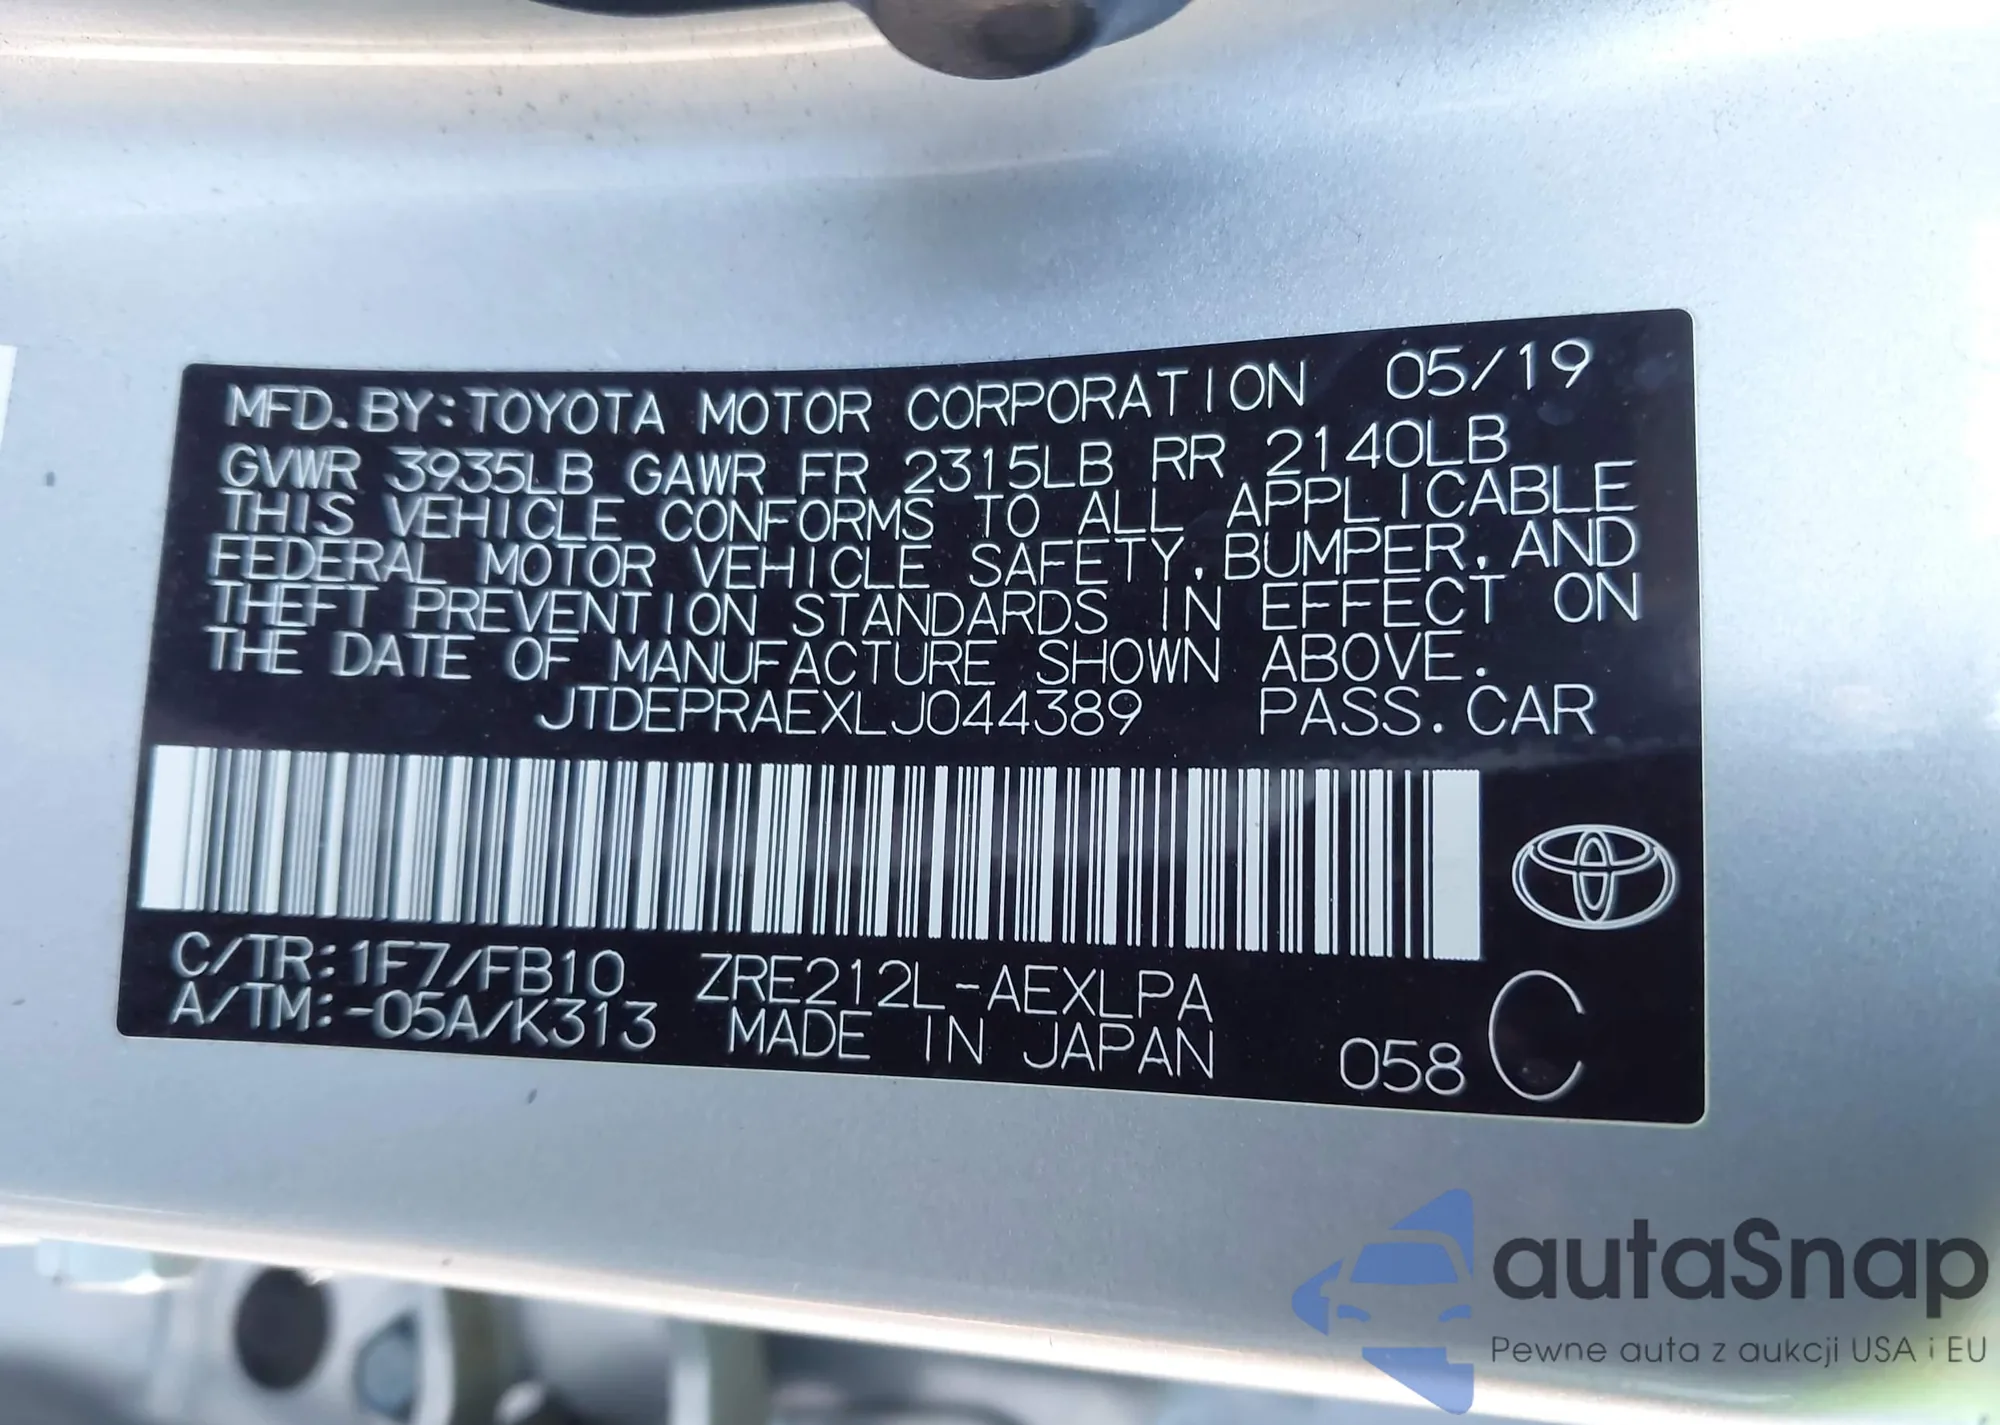 MFD. BY: TOYOTA MOTOR CORPORATION 05/19
GVWR 3935LB GAWR FR 2315LB RR 2140LB
THIS VEHICLE CONFORMS TO ALL APPLICABLE
FEDERAL MOTOR VEHICLE SAFETY, BUMPER, AND
THEFT PREVENTION STANDARDS IN EFFECT ON
THE DATE OF MANUFACTURE SHOWN ABOVE.
JTDEPRAEXLJ044389 PASS. CAR
C/TR: 1F7/FB10 ZRE212L-AEXLPA
A/TM: -05A/K313 MADE IN JAPAN 058 C
autaSnap
Pewne auta z aukcji USA i EU